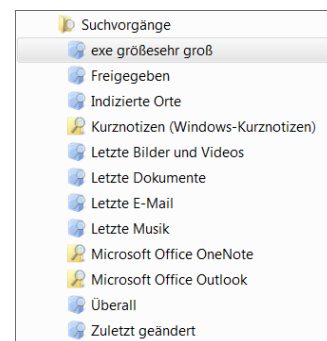 Suchvorgänge
exe größesehr groß
Freigegeben
Indizierte Orte
Kurznotizen (Windows-Kurznotizen)
Letzte Bilder und Videos
Letzte Dokumente
Letzte E-Mail
Letzte Musik
Microsoft Office OneNote
Microsoft Office Outlook
Überall
Zuletzt geändert